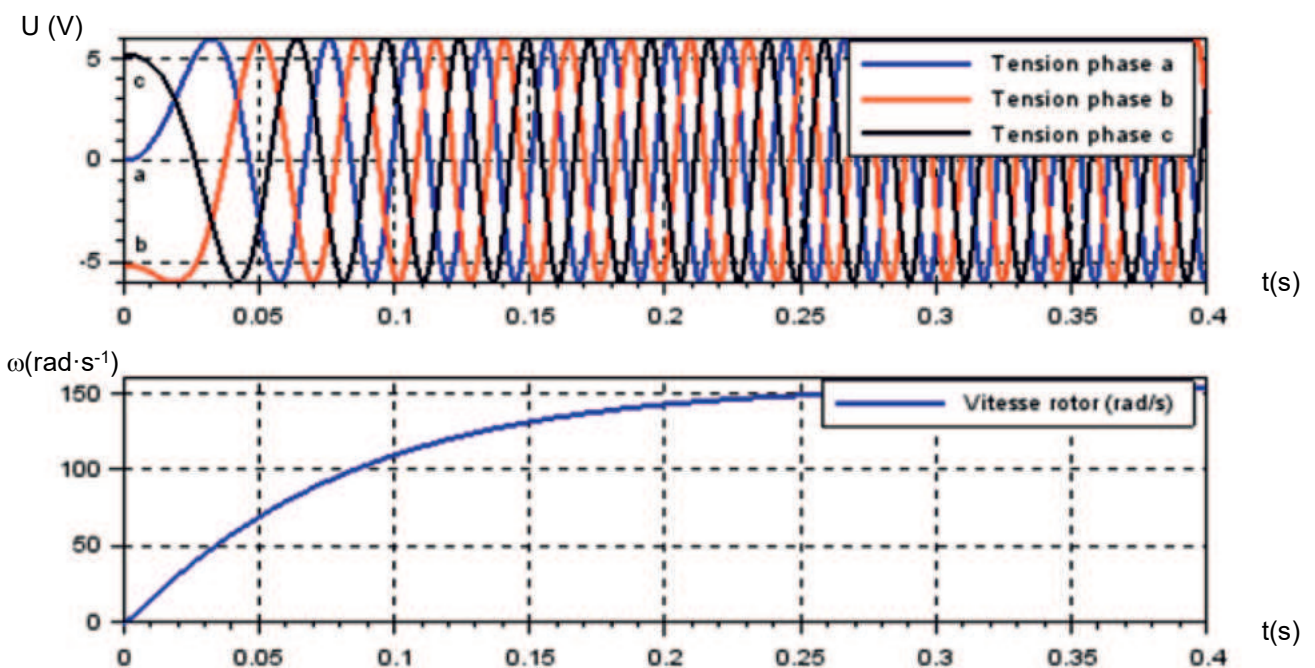 U (V)
5
0
-5
c
a
b
Tension phase a
Tension phase b
Tension phase c
0 0.05 0.1 0.15 0.2 0.25 0.3 0.35 0.4
t(s)
ω(rad·s-1)
150
100
50
0
Vitesse rotor (rad/s)
0 0.05 0.1 0.15 0.2 0.25 0.3 0.35 0.4
t(s)